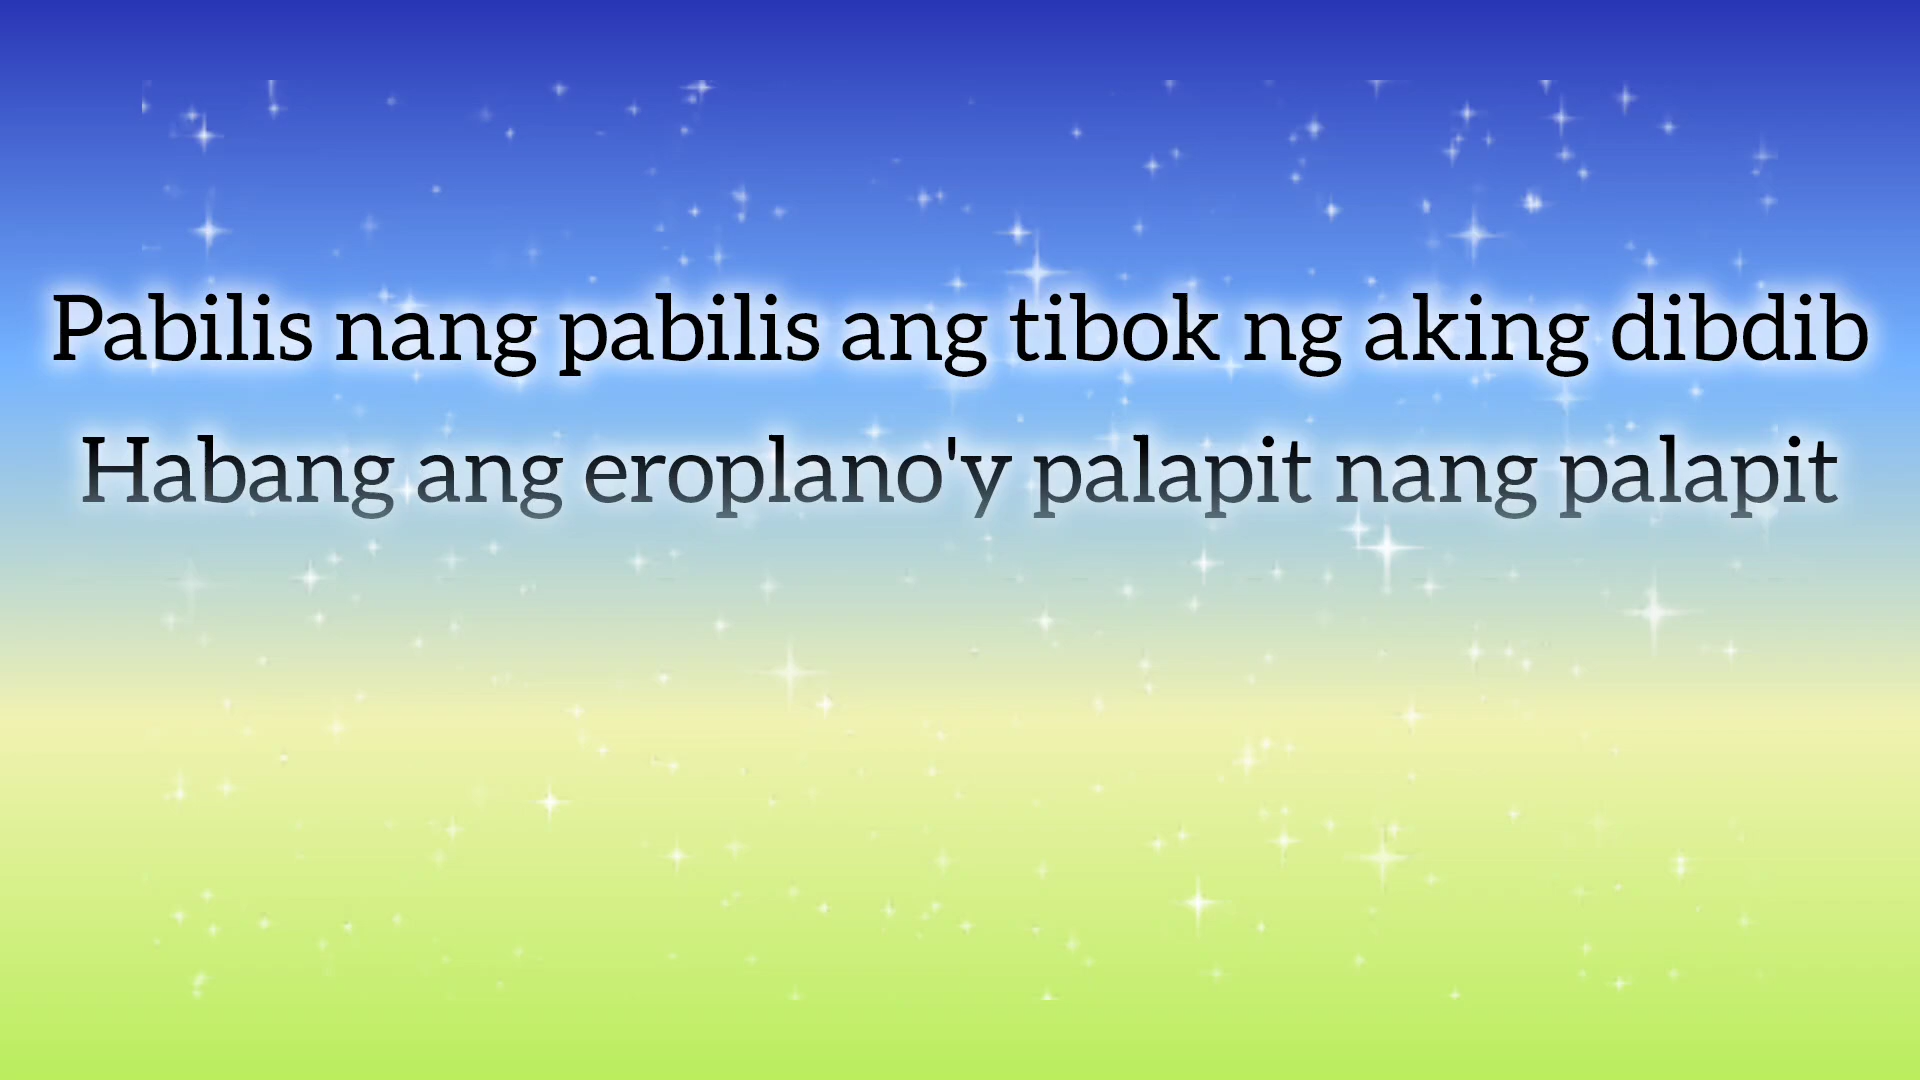 Pabilis nang pabilis ang tibok ng aking dibdib
Habang ang eroplano'y palapit nang palapit